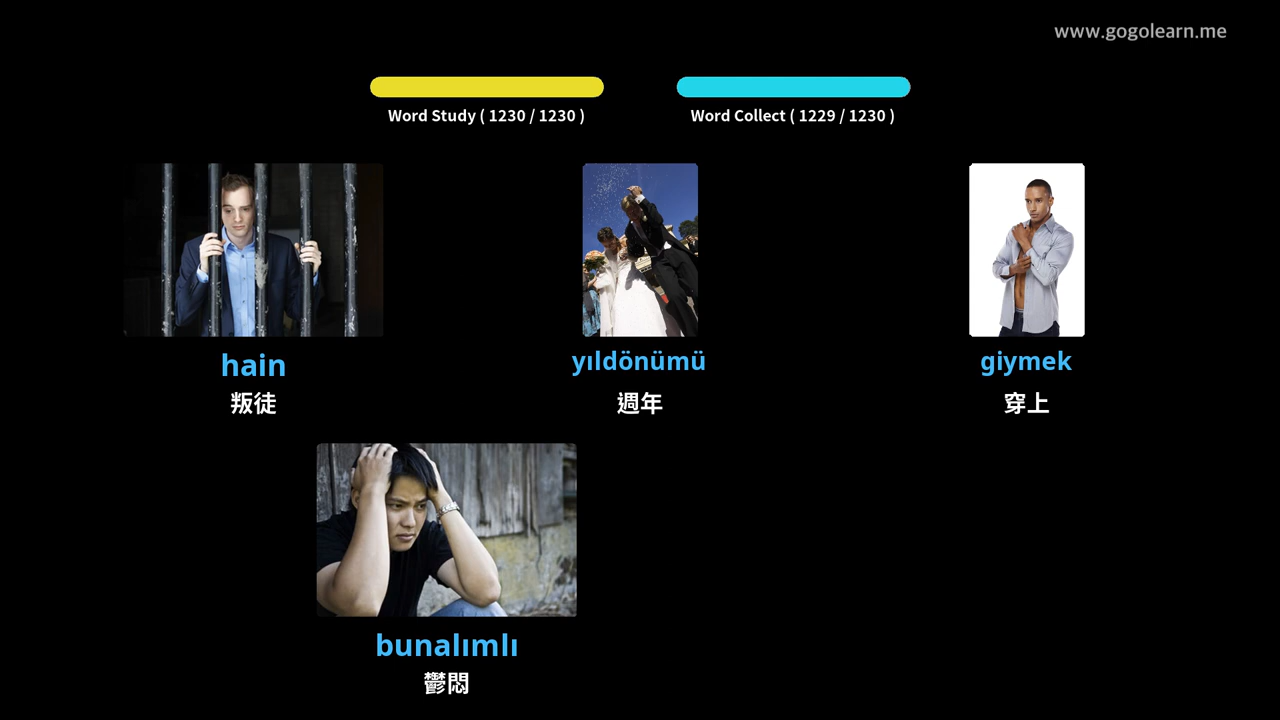 www.gogolearn.me
Word Study ( 1230 / 1230 )
Word Collect ( 1229 / 1230 )
hain
叛徒
yıldönümü
週年
giymek
穿上
bunalımlı
鬱悶